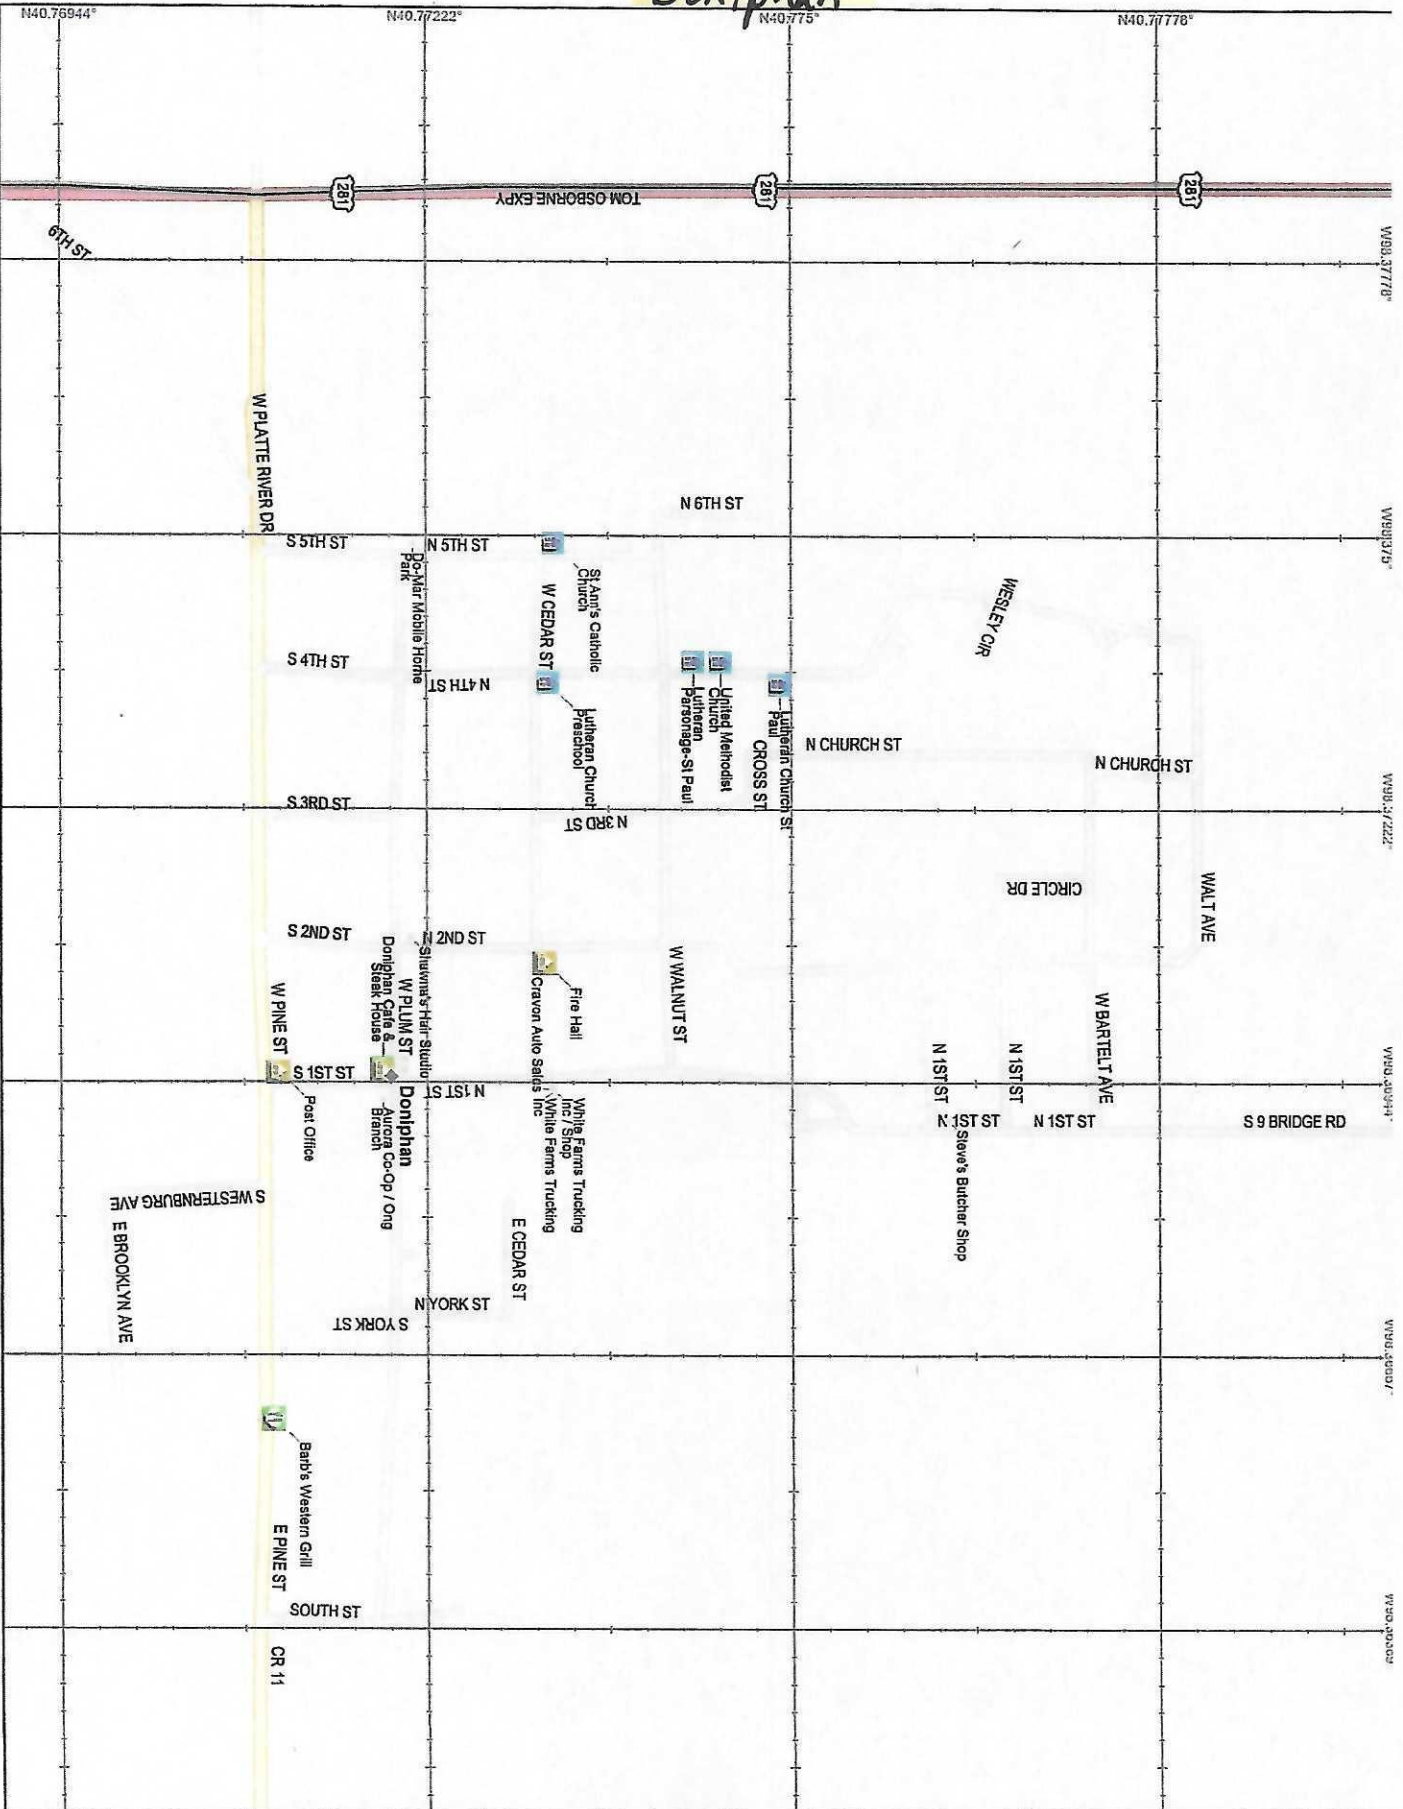 Doniphan
N40.76944°
N40.77222°
N40.775°
N40.77778°
281
TOM OSBORNE EXPY
281
281
6TH ST
W98.37778°
W PLATTE RIVER DR
N 6TH ST
S 5TH ST
N 5TH ST
W98.375°
Do-Mar Mobile Home
Park
St Ann's Catholic
Church
W CEDAR ST
WESLEY CIR
S 4TH ST
N 4TH ST
Lutheran Church
Preschool
Lutheran
Parsonage-St Paul
United Methodist
Church
Lutheran Church St
Paul
CROSS ST
N CHURCH ST
N CHURCH ST
S 3RD ST
N 3RD ST
W98.37222°
CIRCLE DR
WALT AVE
S 2ND ST
N 2ND ST
Shawna's Hair Studio
W PLUM ST
Doniphan Cafe &
Steak House
W WALNUT ST
Fire Hall
Cravon Auto Sales Inc
W PINE ST
S 1ST ST
N 1ST ST
N 1ST ST
N 1ST ST
W BARTELT AVE
Post Office
Doniphan
Aurora Co-Op / Ong
Branch
White Farms Trucking
Inc / Shop
White Farms Trucking
N 1ST ST
N 1ST ST
S 9 BRIDGE RD
Steve's Butcher Shop
S WESTERNBURG AVE
E BROOKLYN AVE
E CEDAR ST
N YORK ST
S YORK ST
Barb's Western Grill
E PINE ST
SOUTH ST
CR 11